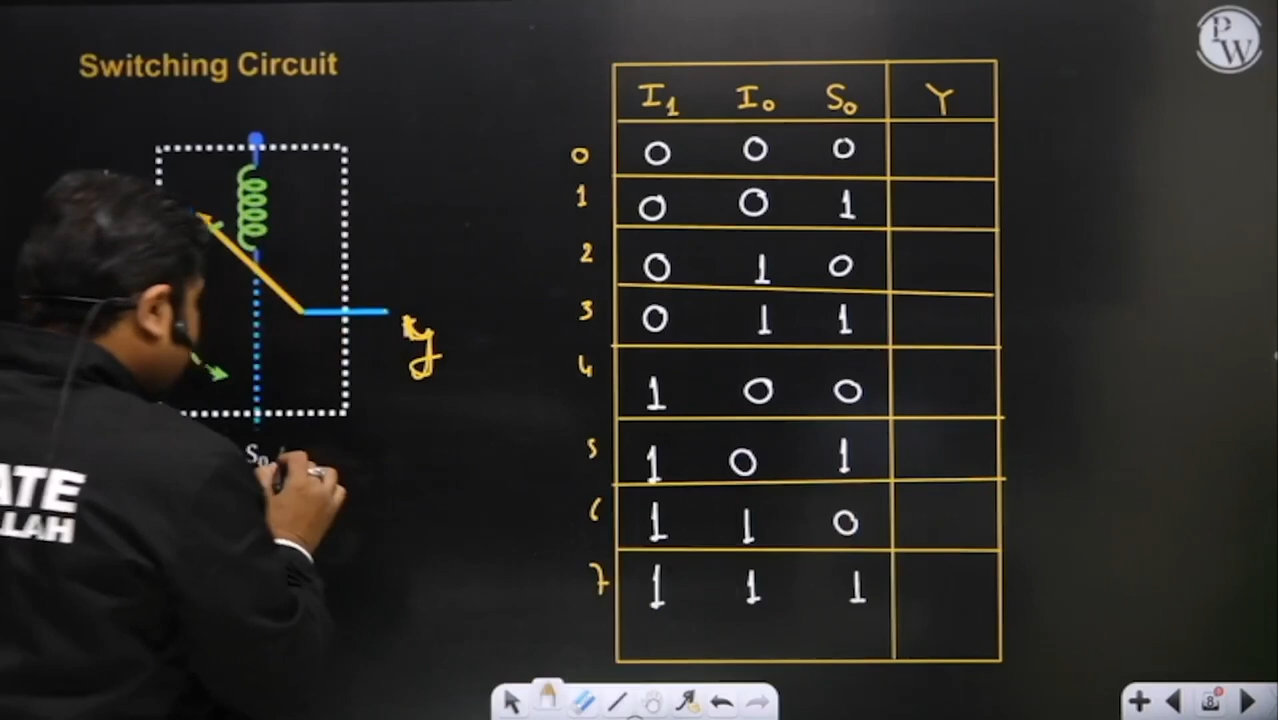 Switching Circuit
PW
I₁ I₀ S₀ Y
0 0 0 0
1 0 0 1
2 0 1 0
3 0 1 1
4 1 0 0
5 1 0 1
6 1 1 0
7 1 1 1
y
S₀
ATE
LLAH
8